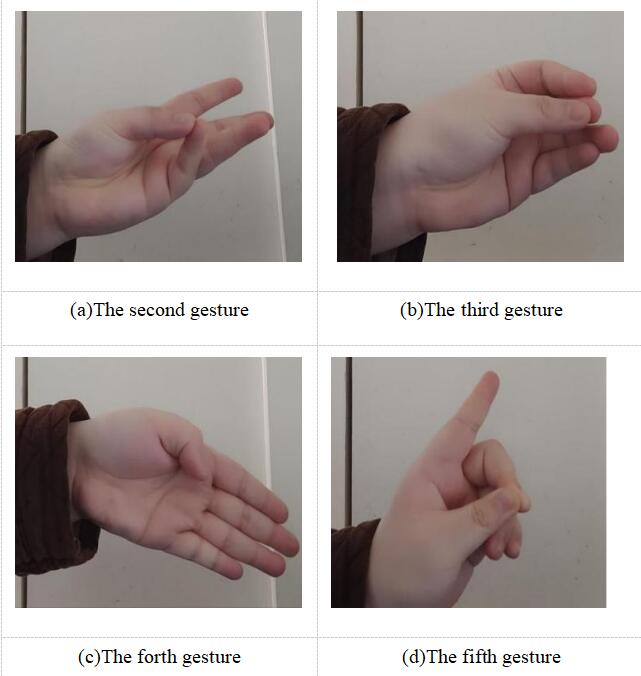 (a)The second gesture
(b)The third gesture
(c)The forth gesture
(d)The fifth gesture